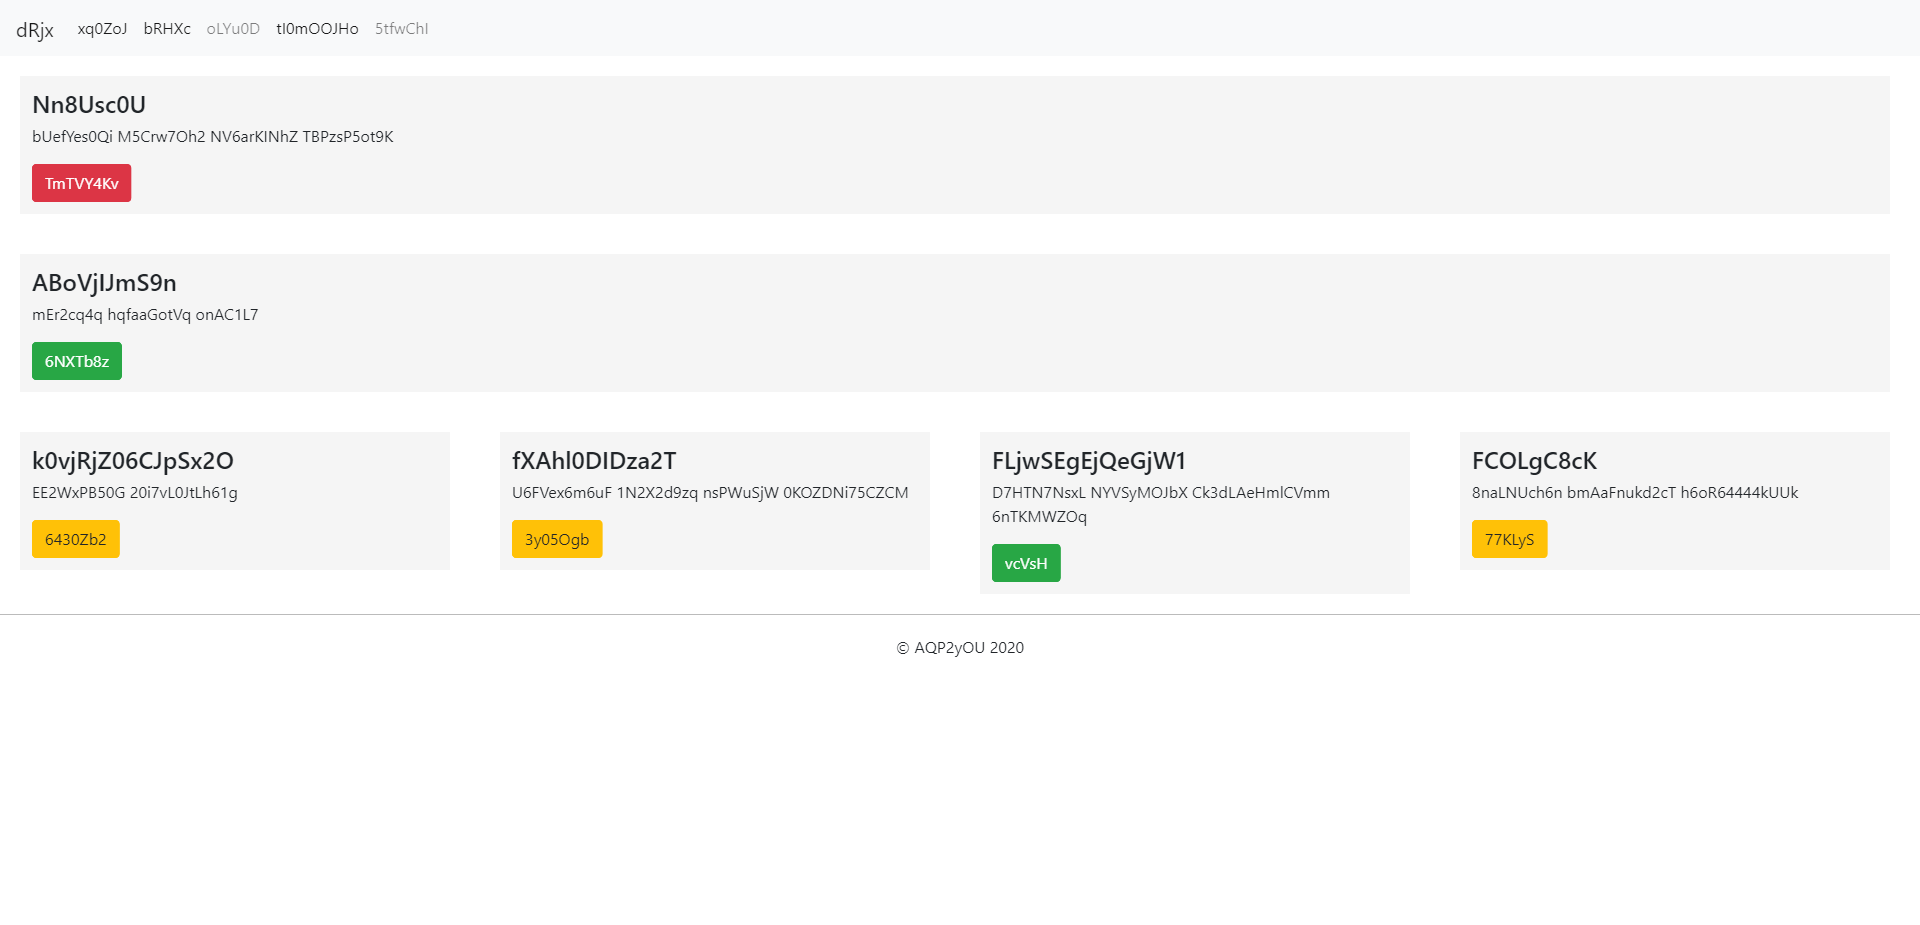 dRjx xq0ZoJ bRHXc oLYu0D tI0mOOJHo 5tfwChI
Nn8Usc0U
bUefYes0Qi M5Crw7Oh2 NV6arKINhZ TBPzsP5ot9K
TmTVY4Kv
ABoVjIJmS9n
mEr2cq4q hqfaaGotVq onAC1L7
6NXTb8z
k0vjRjZ06CJpSx2O
EE2WxPB50G 20i7vL0JtLh61g
6430Zb2
fXAhl0DIDza2T
U6FVex6m6uF 1N2X2d9zq nsPWuSjW 0KOZDNi75CZCM
3y05Ogb
FLjwSEgEjQeGjW1
D7HTN7NsxL NYVSyMOJbX Ck3dLAeHmlCVmm
6nTKMWZOq
vcVsH
FCOLgC8cK
8naLNUch6n bmAaFnukd2cT h6oR64444kUUk
77KLyS
© AQP2yOU 2020